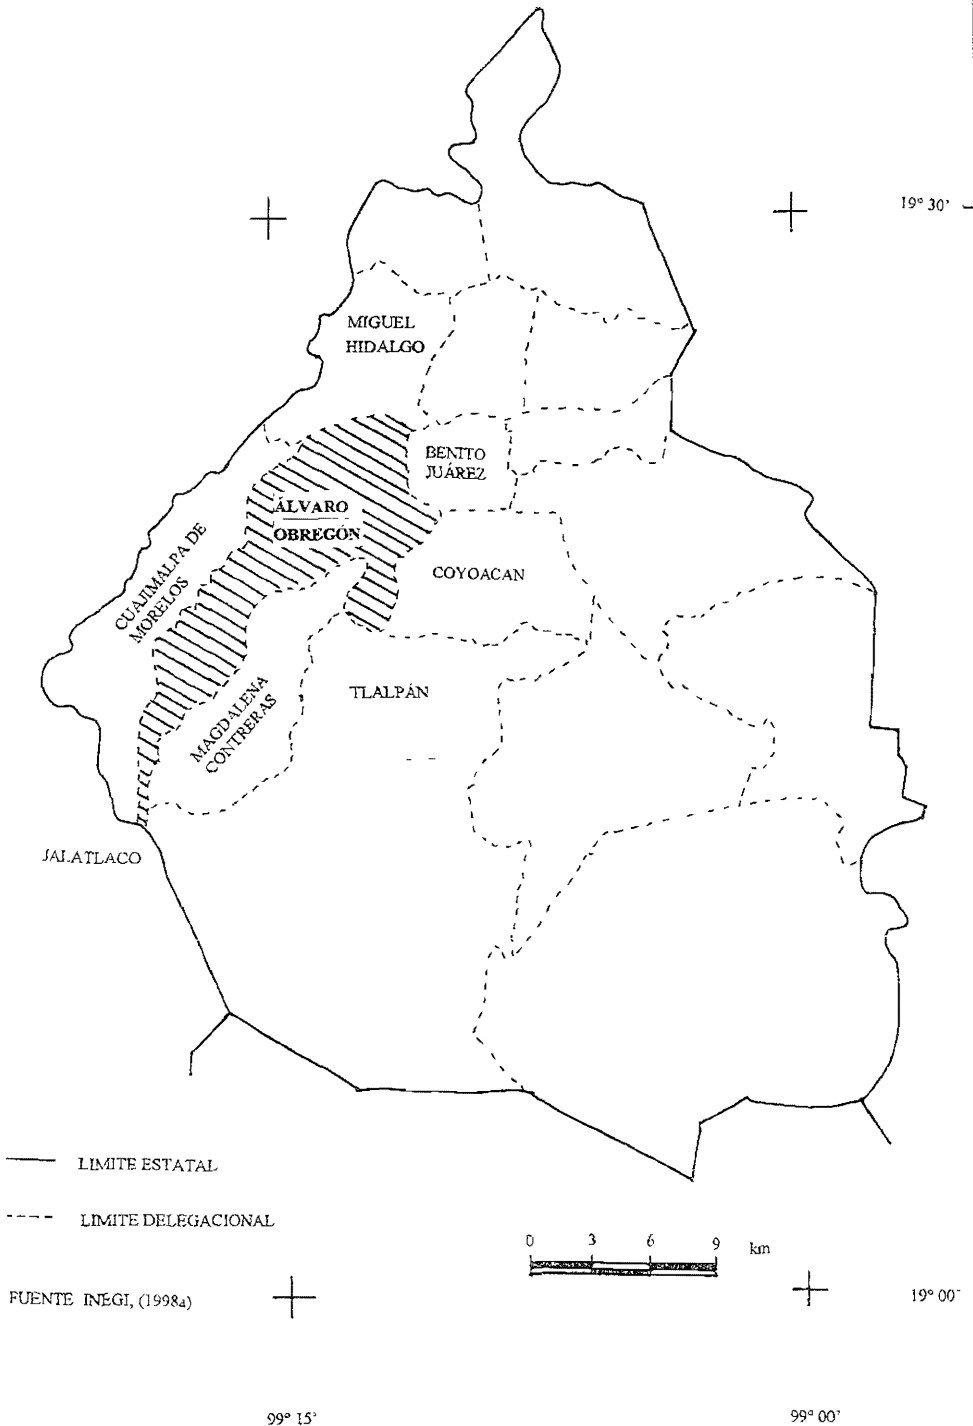 19° 30'
MIGUEL
HIDALGO
BENITO
JUÁREZ
ÁLVARO
OBREGÓN
CUAJIMALPA DE
MORELOS
COYOACAN
MAGDALENA
CONTRERAS
TLALPÁN
JALATLACO
LIMITE ESTATAL
LIMITE DELEGACIONAL
0 3 6 9 km
FUENTE INEGI, (1998a)
19° 00'
99° 15'
99° 00'